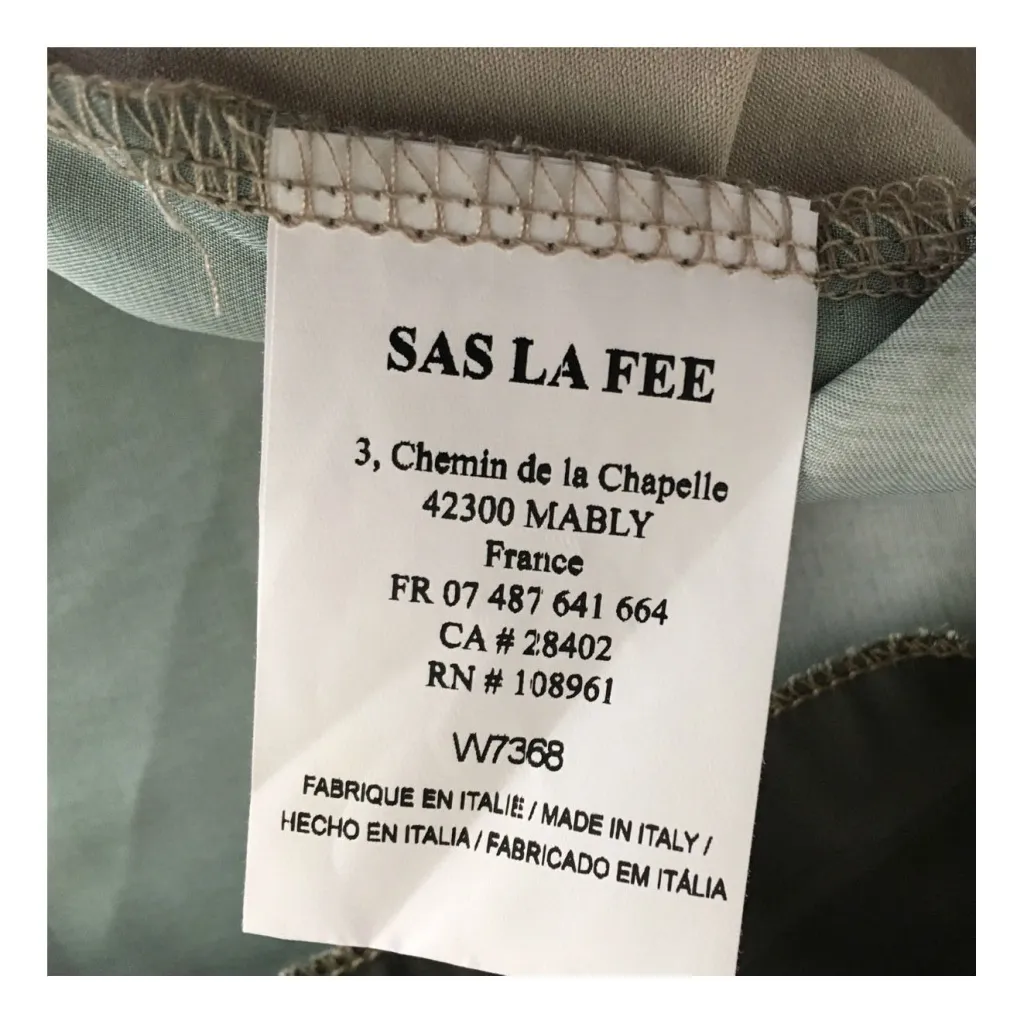 SAS LA FEE
3, Chemin de la Chapelle
42300 MABLY
France
FR 07 487 641 664
CA # 28402
RN # 108961
W7368
FABRIQUE EN ITALIE / MADE IN ITALY /
HECHO EN ITALIA / FABRICADO EM ITÁLIA